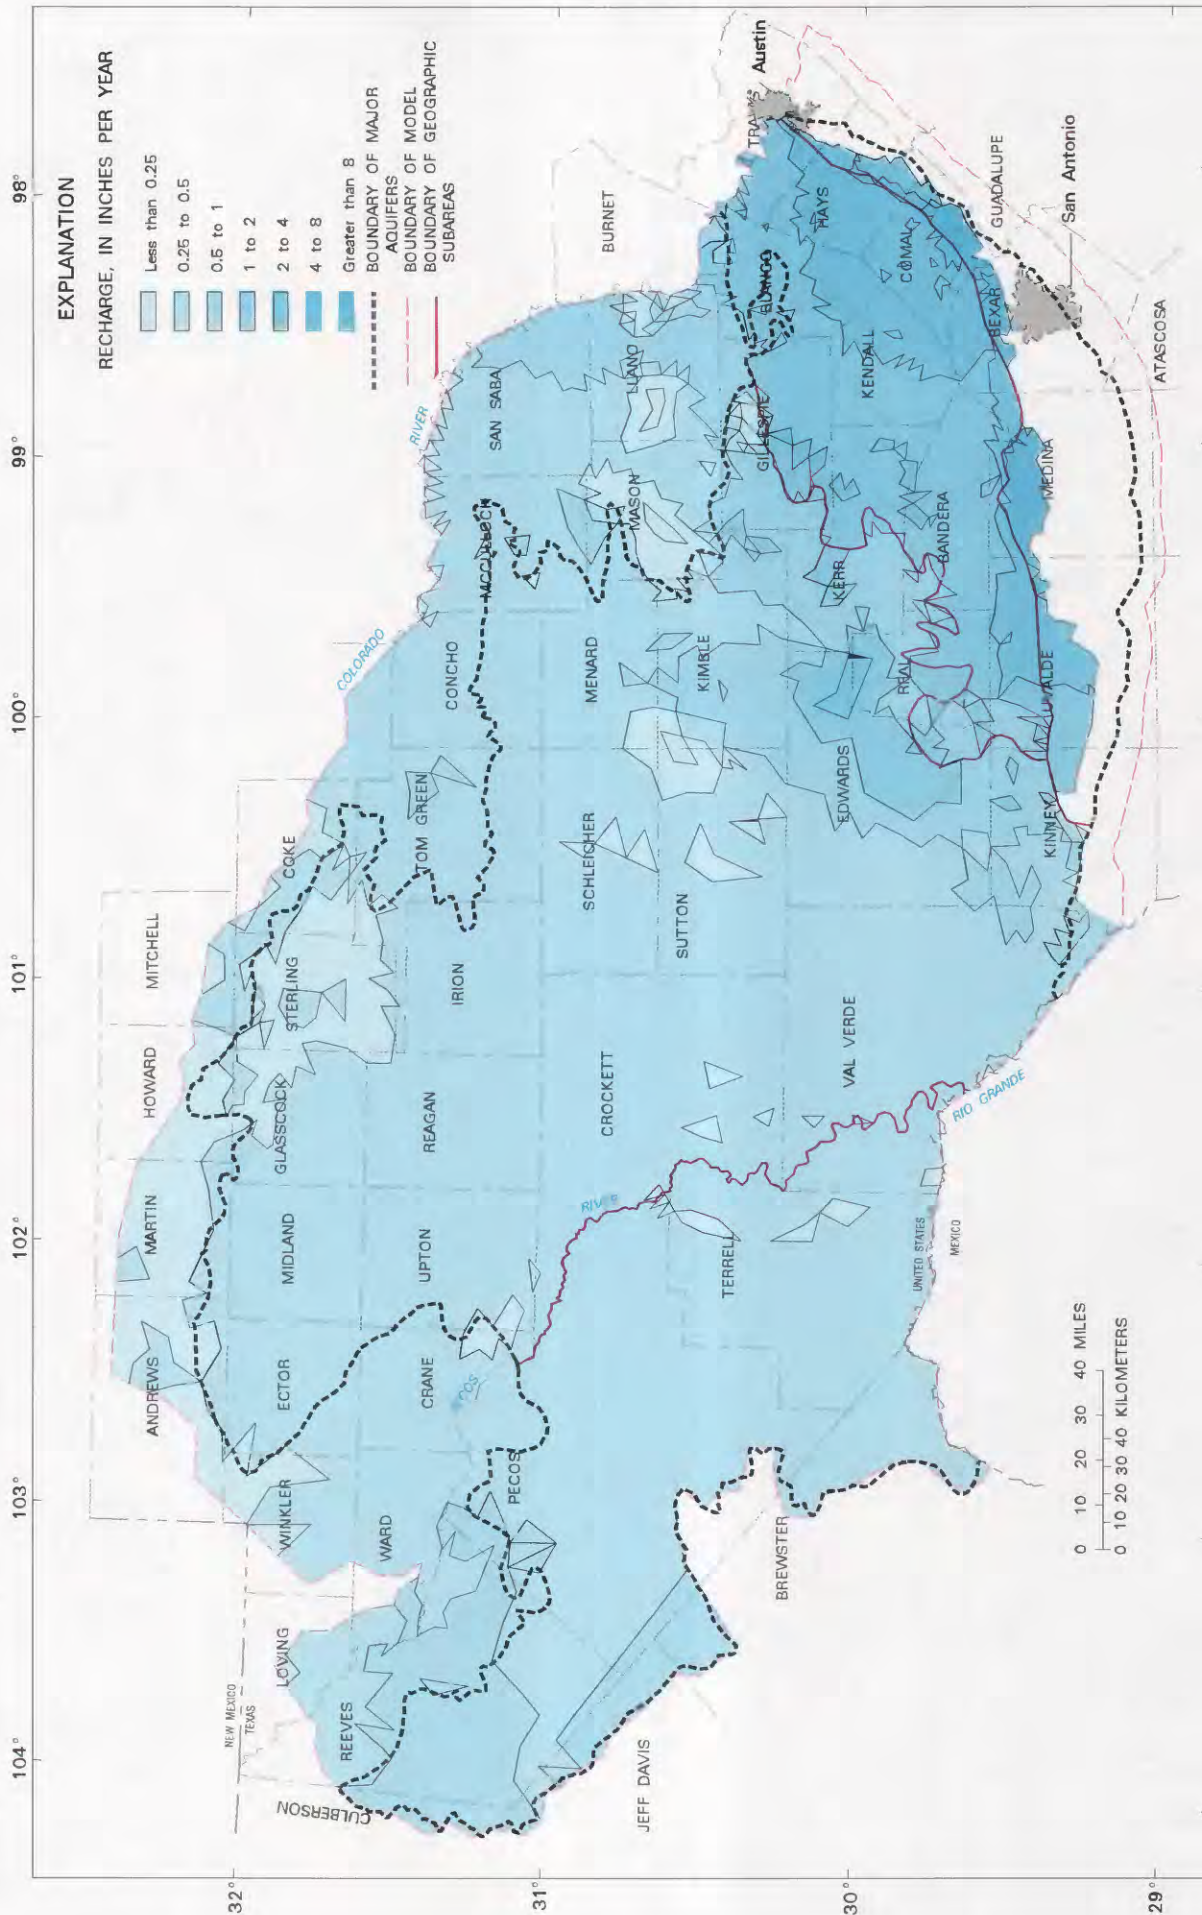 EXPLANATION
RECHARGE, IN INCHES PER YEAR
Less than 0.25
0.25 to 0.5
0.5 to 1
1 to 2
2 to 4
4 to 8
Greater than 8
BOUNDARY OF MAJOR
AQUIFERS
BOUNDARY OF MODEL
BOUNDARY OF GEOGRAPHIC
SUBAREAS
104°
103°
102°
101°
100°
99°
98°
32°
31°
30°
29°
NEW MEXICO
TEXAS
CULBERSON
REEVES
LOVING
WINKLER
WARD
ANDREWS
ECTOR
CRANE
PECOS
PECOS
MARTIN
MIDLAND
UPTON
HOWARD
GLASSCOCK
REAGAN
MITCHELL
STERLING
IRION
COKE
TOM GREEN
COLORADO
RIVER
CONCHO
MCCULLOCH
SAN SABA
BURNET
LLANO
MASON
MENARD
KIMBLE
SCHLEICHER
SUTTON
CROCKETT
RIVER
TERRELL
VAL VERDE
RIO GRANDE
UNITED STATES
MEXICO
JEFF DAVIS
BREWSTER
EDWARDS
KINNEY
REAL
UVALDE
KERR
BANDERA
MEDINA
GILLESPIE
KENDALL
BEXAR
BLANCO
HAYS
COMAL
GUADALUPE
TRA
Austin
San Antonio
ATASCOSA
0 10 20 30 40 MILES
0 10 20 30 40 KILOMETERS